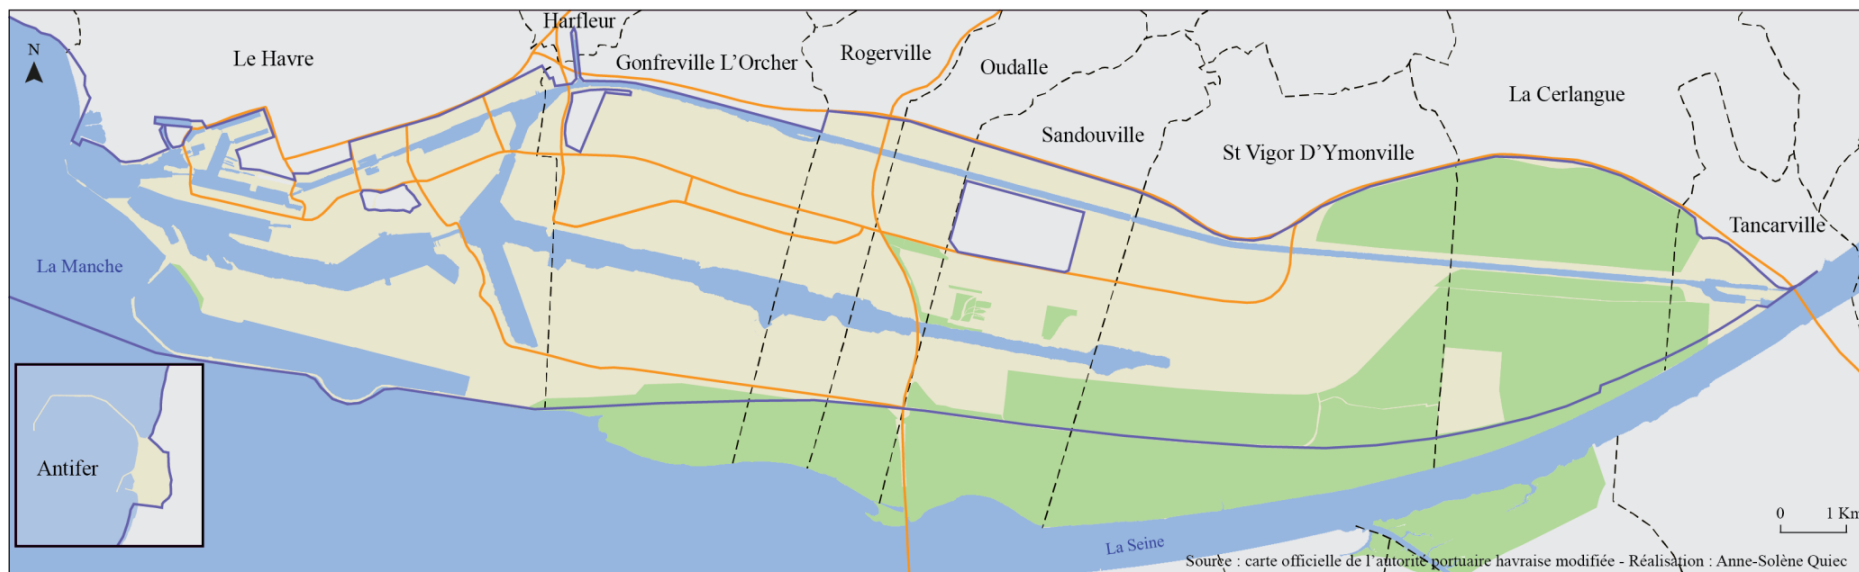 Harfleur
N
Le Havre
Gonfreville L'Orcher
Rogerville
Oudalle
La Cerlangue
Sandouville
St Vigor D'Ymonville
Tancarville
La Manche
Antifer
0 1 Km
La Seine
Source : carte officielle de l'autorité portuaire havraise modifiée - Réalisation : Anne-Solène Quiec